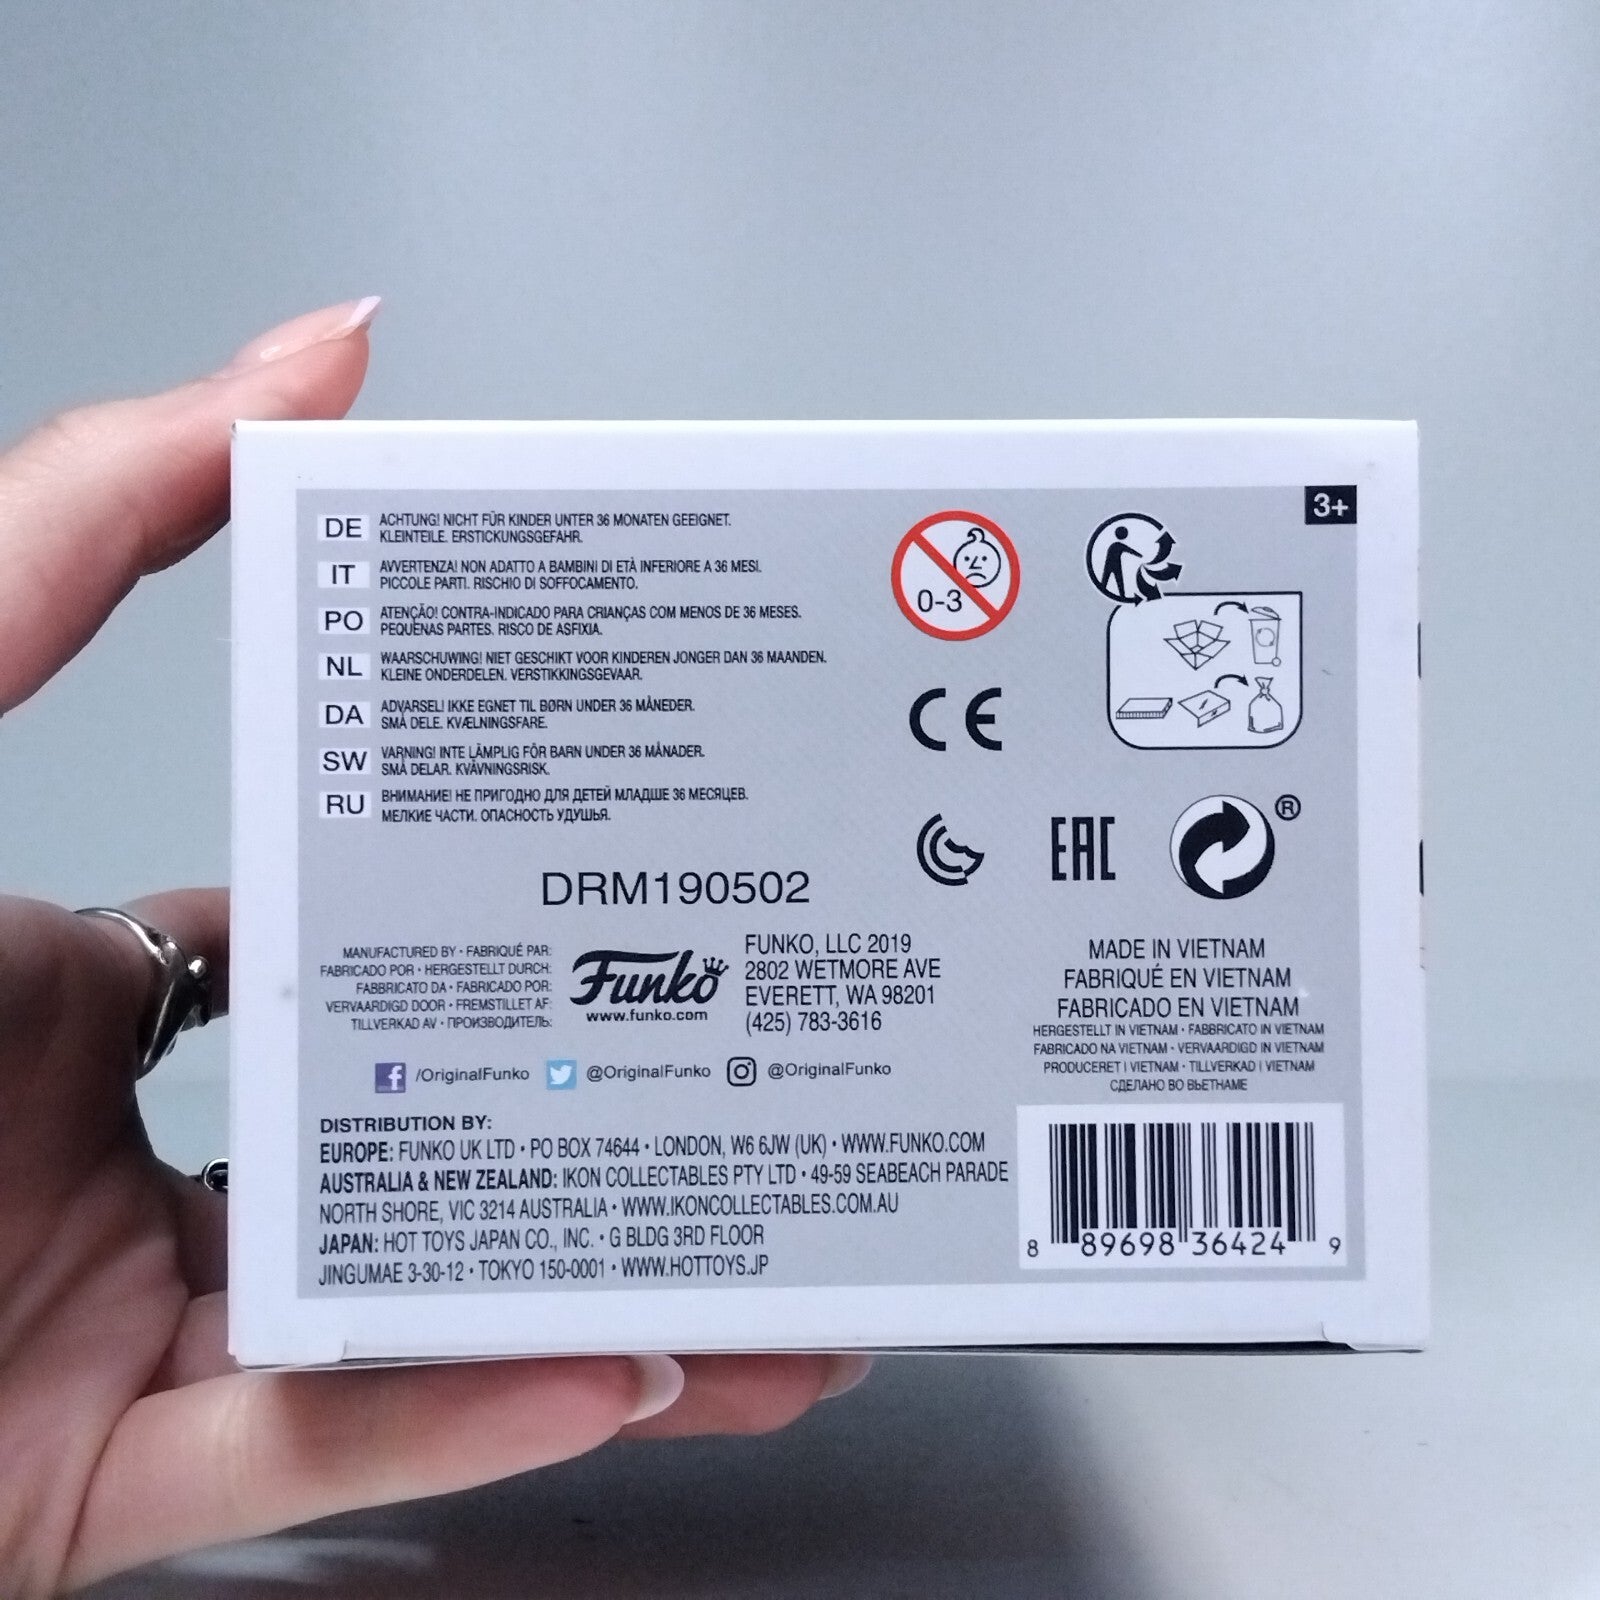 3+
DE ACHTUNG! NICHT FÜR KINDER UNTER 36 MONATEN GEEIGNET.
KLEINTEILE. ERSTICKUNGSGEFAHR.
IT AVVERTENZA! NON ADATTO A BAMBINI DI ETÀ INFERIORE A 36 MESI.
PICCOLE PARTI. RISCHIO DI SOFFOCAMENTO.
PO ATENÇÃO! CONTRA-INDICADO PARA CRIANÇAS COM MENOS DE 36 MESES.
PEQUENAS PARTES. RISCO DE ASFIXIA.
NL WAARSCHUWING! NIET GESCHIKT VOOR KINDEREN JONGER DAN 36 MAANDEN.
KLEINE ONDERDELEN. VERSTIKKINGSGEVAAR.
DA ADVARSEL! IKKE EGNET TIL BØRN UNDER 36 MÅNEDER.
SMÅ DELE. KVÆLNINGSFARE.
SW VARNING! INTE LÄMPLIG FÖR BARN UNDER 36 MÅNADER.
SMÅ DELAR. KVÄVNINGSRISK.
RU ВНИМАНИЕ! НЕ ПРИГОДНО ДЛЯ ДЕТЕЙ МЛАДШЕ 36 МЕСЯЦЕВ.
МЕЛКИЕ ЧАСТИ. ОПАСНОСТЬ УДУШЬЯ.
0-3
CE
EAC
®
DRM190502
MANUFACTURED BY • FABRIQUÉ PAR:
FABRICADO POR • HERGESTELLT DURCH:
FABBRICATO DA • FABRICADO POR:
VERVAARDIGD DOOR • FREMSTILLET AF:
TILLVERKAD AV • ПРОИЗВОДИТЕЛЬ:
Funko
www.funko.com
FUNKO, LLC 2019
2802 WETMORE AVE
EVERETT, WA 98201
(425) 783-3616
MADE IN VIETNAM
FABRIQUÉ EN VIETNAM
FABRICADO EN VIETNAM
HERGESTELLT IN VIETNAM • FABBRICATO IN VIETNAM
FABRICADO NA VIETNAM • VERVAARDIGD IN VIETNAM
PRODUCERET I VIETNAM • TILLVERKAD I VIETNAM
СДЕЛАНО ВО ВЬЕТНАМЕ
f /OriginalFunko @OriginalFunko @OriginalFunko
DISTRIBUTION BY:
EUROPE: FUNKO UK LTD • PO BOX 74644 • LONDON, W6 6JW (UK) • WWW.FUNKO.COM
AUSTRALIA & NEW ZEALAND: IKON COLLECTABLES PTY LTD • 49-59 SEABEACH PARADE
NORTH SHORE, VIC 3214 AUSTRALIA • WWW.IKONCOLLECTABLES.COM.AU
JAPAN: HOT TOYS JAPAN CO., INC. • G BLDG 3RD FLOOR
JINGUMAE 3-30-12 • TOKYO 150-0001 • WWW.HOTTOYS.JP
8 89698 36424 9